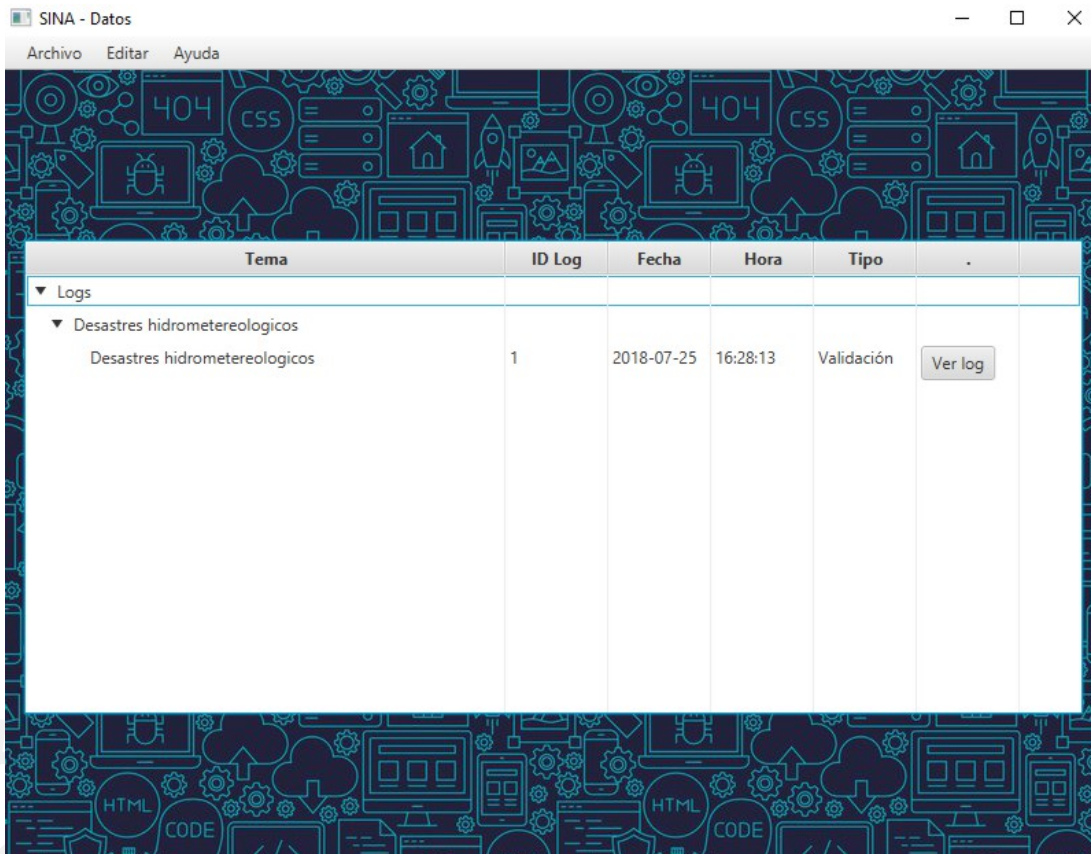 SINA - Datos
Archivo Editar Ayuda
404 CSS 404 CSS
Tema ID Log Fecha Hora Tipo .
Logs
Desastres hidrometereologicos
Desastres hidrometereologicos 1 2018-07-25 16:28:13 Validación Ver log
HTML CODE HTML CODE